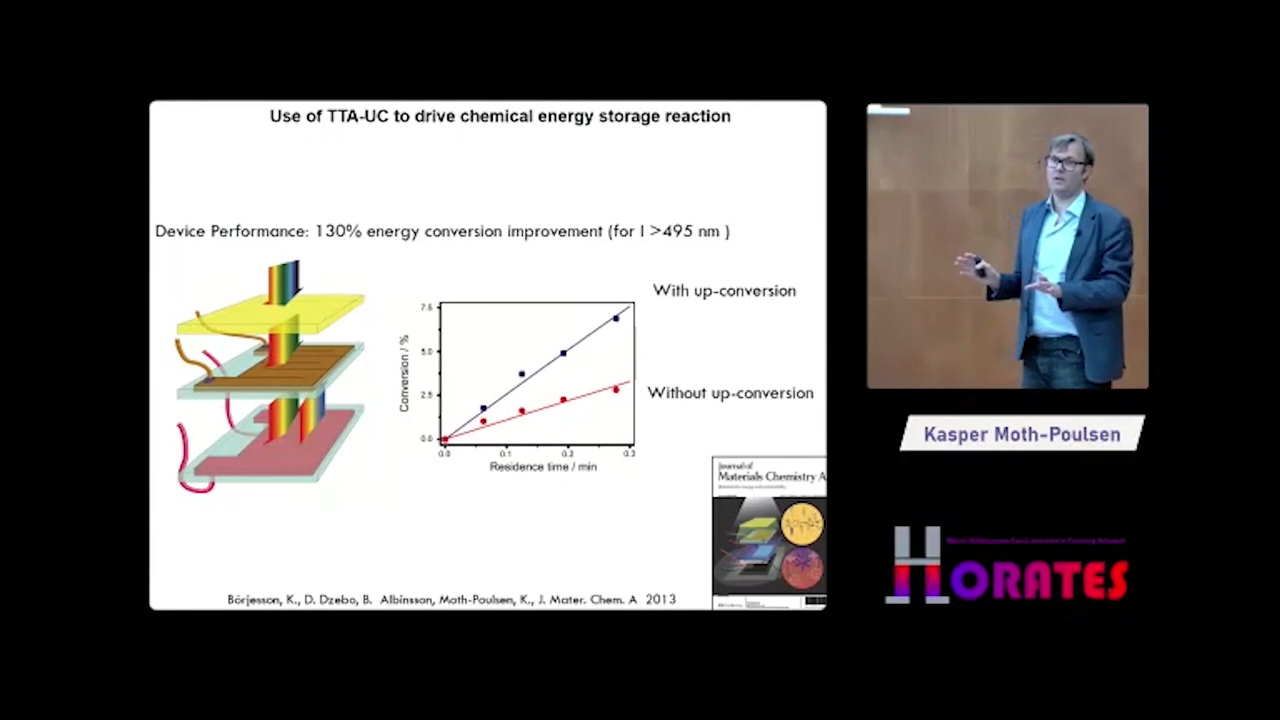 Use of TTA-UC to drive chemical energy storage reaction
Device Performance: 130% energy conversion improvement (for l >495 nm )
With up-conversion
Without up-conversion
Conversion / %
7.5
5.0
2.5
0.0
0.0
0.1
0.2
0.3
Residence time / min
Journal of
Materials Chemistry A
Börjesson, K., D. Dzebo, B. Albinsson, Moth-Poulsen, K., J. Mater. Chem. A 2013
Kasper Moth-Poulsen
HORATES